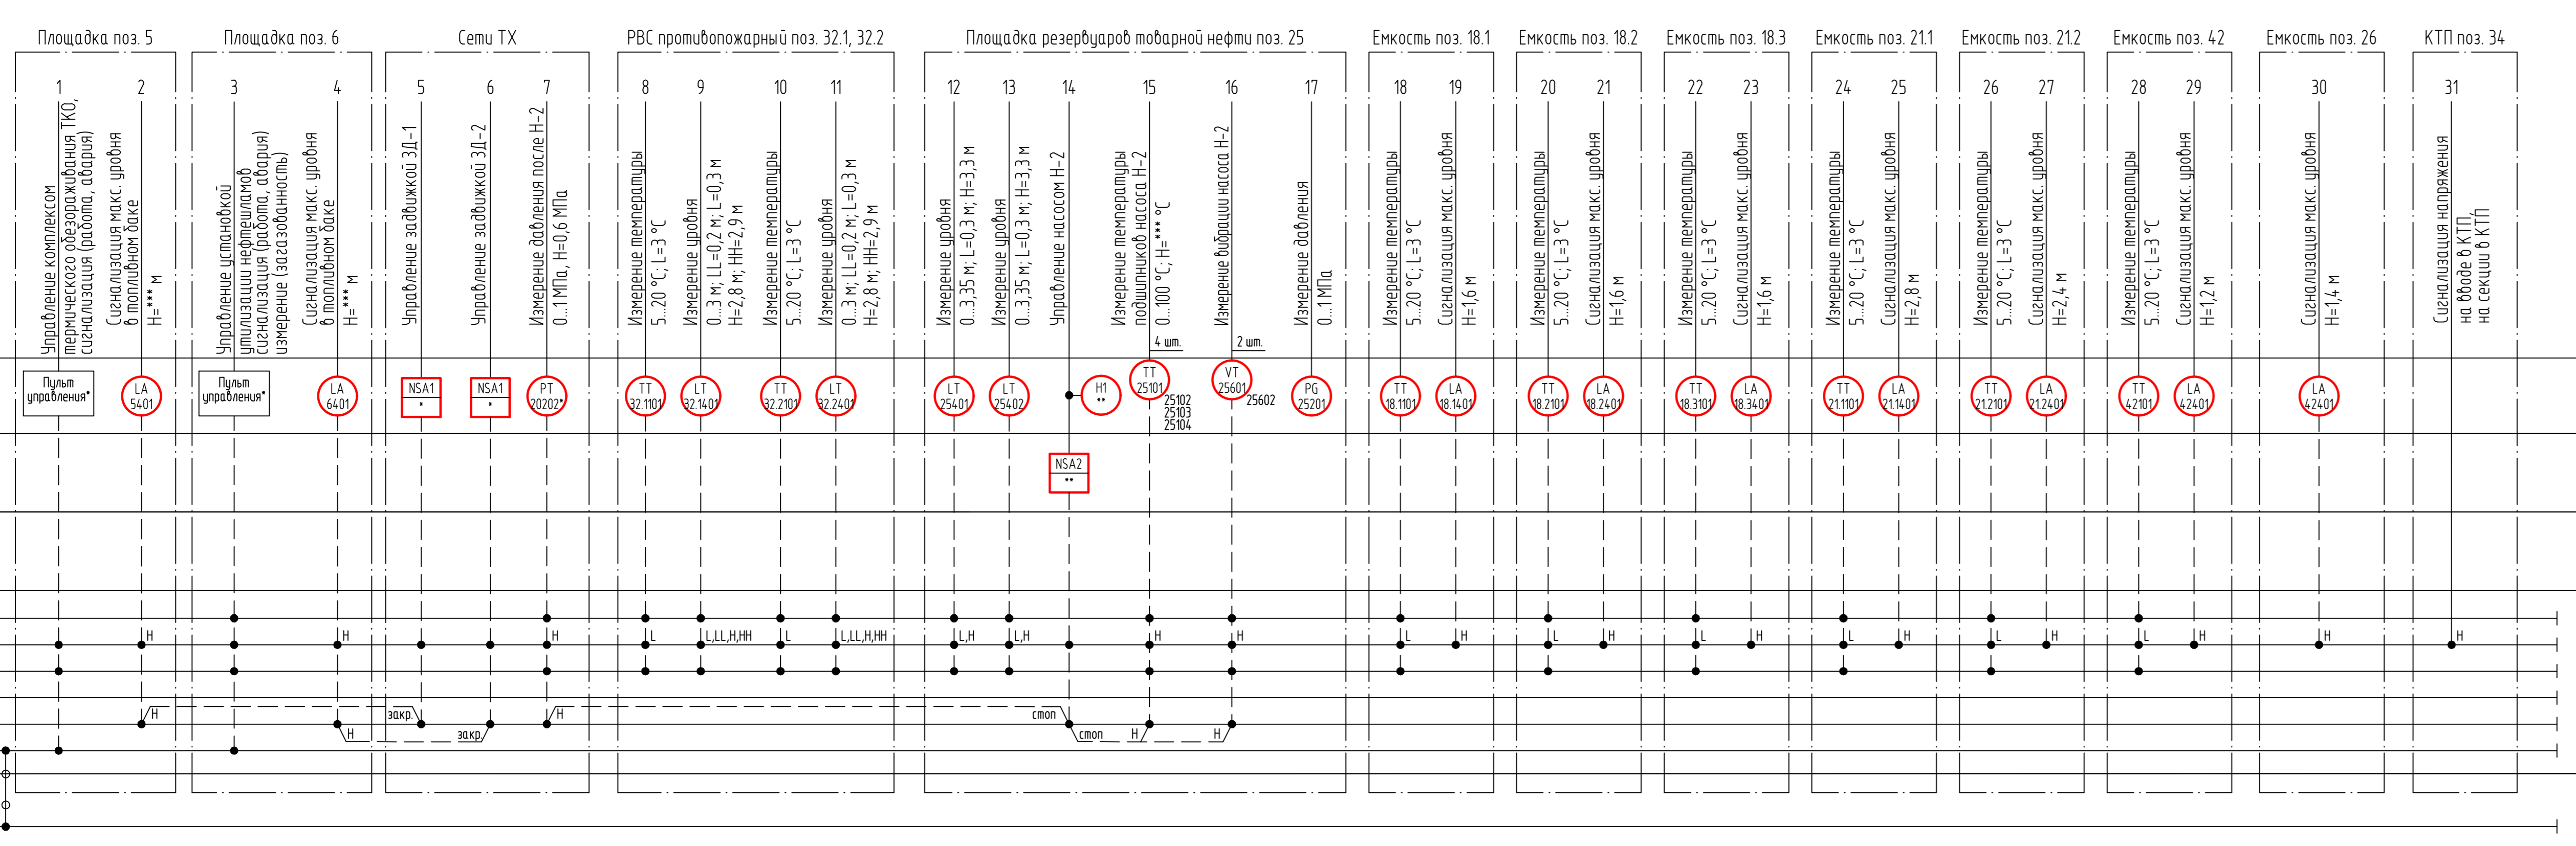 Площадка поз. 5
Площадка поз. 6
Сети ТХ
РВС противопожарный поз. 32.1, 32.2
Площадка резервуаров товарной нефти поз. 25
Емкость поз. 18.1
Емкость поз. 18.2
Емкость поз. 18.3
Емкость поз. 21.1
Емкость поз. 21.2
Емкость поз. 42
Емкость поз. 26
КТП поз. 34
1
2
3
4
5
6
7
8
9
10
11
12
13
14
15
16
17
18
19
20
21
22
23
24
25
26
27
28
29
30
31
Управление комплексом
термического обезораживания ТКО,
сигнализация (работа, авария)
Сигнализация макс. уровня
в топливном баке
H=*** м
Управление установкой
утилизации нефтешламов
сигнализация (работа, авария)
измерение (загазованность)
Сигнализация макс. уровня
в топливном баке
H=*** м
Управление задвижкой ЗД-1
Управление задвижкой ЗД-2
Измерение давления после Н-2
0...1 МПа, H=0,6 МПа
Измерение температуры
5...20 °C; L=3 °C
Измерение уровня
0...3 м; LL=0,2 м; L=0,3 м
H=2,8 м; HH=2,9 м
Измерение температуры
5...20 °C; L=3 °C
Измерение уровня
0...3 м; LL=0,2 м; L=0,3 м
H=2,8 м; HH=2,9 м
Измерение уровня
0...3,35 м; L=0,3 м; H=3,3 м
Измерение уровня
0...3,35 м; L=0,3 м; H=3,3 м
Управление насосом Н-2
Измерение температуры
подшипников насоса Н-2
0...100 °C; H=*** °C
Измерение вибрации насоса Н-2
Измерение давления
0...1 МПа
Измерение температуры
5...20 °C; L=3 °C
Сигнализация макс. уровня
H=1,6 м
Измерение температуры
5...20 °C; L=3 °C
Сигнализация макс. уровня
H=1,6 м
Измерение температуры
5...20 °C; L=3 °C
Сигнализация макс. уровня
H=1,6 м
Измерение температуры
5...20 °C; L=3 °C
Сигнализация макс. уровня
H=2,8 м
Измерение температуры
5...20 °C; L=3 °C
Сигнализация макс. уровня
H=2,4 м
Измерение температуры
5...20 °C; L=3 °C
Сигнализация макс. уровня
H=1,2 м
Сигнализация макс. уровня
H=1,4 м
Сигнализация напряжения
на вводе в КТП,
на секции в КТП
4 шт.
2 шт.
Пульт
управления*
LA
5401
Пульт
управления*
LA
6401
NSA1
*
NSA1
*
PT
20202*
TT
32.1101
LT
32.1401
TT
32.2101
LT
32.2401
LT
25401
LT
25402
H1
**
TT
25101
25102
25103
25104
VT
25601
25602
PG
25201
TT
18.1101
LA
18.1401
TT
18.2101
LA
18.2401
TT
18.3101
LA
18.3401
TT
21.1101
LA
21.1401
TT
21.2101
LA
21.2401
TT
42101
LA
42401
LA
42401
NSA2
**
H
H
H
L
L,LL,H,HH
L
L,LL,H,HH
L,H
L,H
H
H
L
H
L
H
L
H
L
H
L
H
L
H
H
H
H
закр.
H
стоп
H
закр.
стоп
H
H